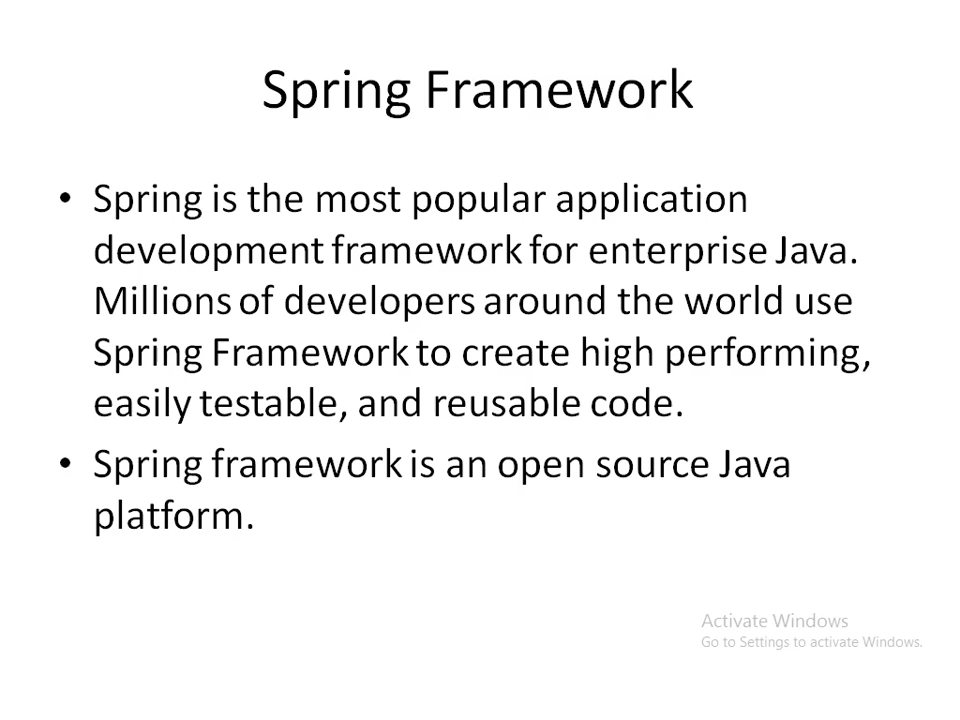 Spring Framework
• Spring is the most popular application
development framework for enterprise Java.
Millions of developers around the world use
Spring Framework to create high performing,
easily testable, and reusable code.
• Spring framework is an open source Java
platform.
Activate Windows
Go to Settings to activate Windows.